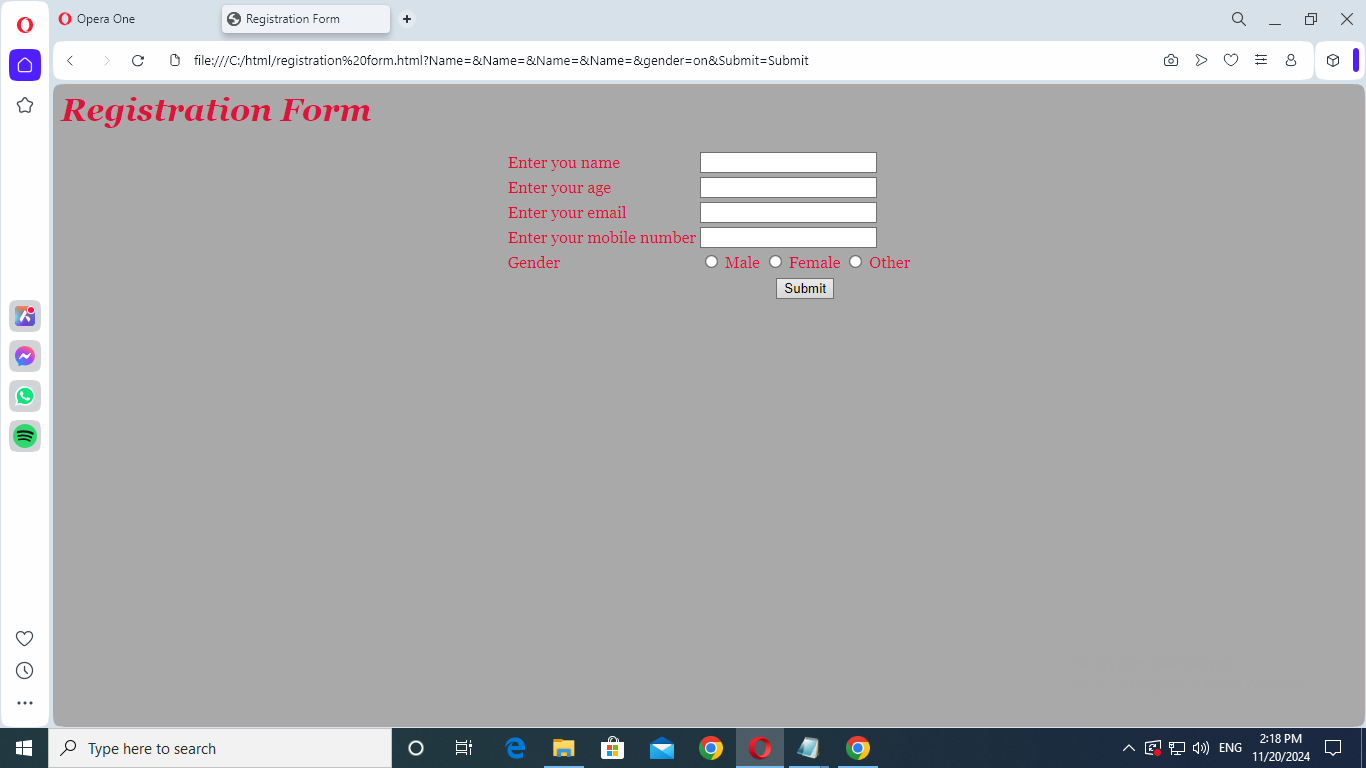 Opera One
Registration Form
file:///C:/html/registration%20form.html?Name=&Name=&Name=&Name=&gender=on&Submit=Submit
Registration Form
Enter you name
Enter your age
Enter your email
Enter your mobile number
Gender Male Female Other
Submit
Type here to search
ENG
2:18 PM
11/20/2024